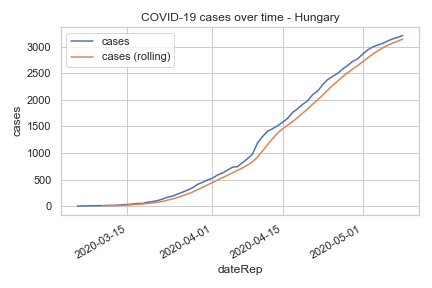 COVID-19 cases over time - Hungary
cases
cases (rolling)
cases
3000
2500
2000
1500
1000
500
0
2020-03-15
2020-04-01
2020-04-15
2020-05-01
dateRep